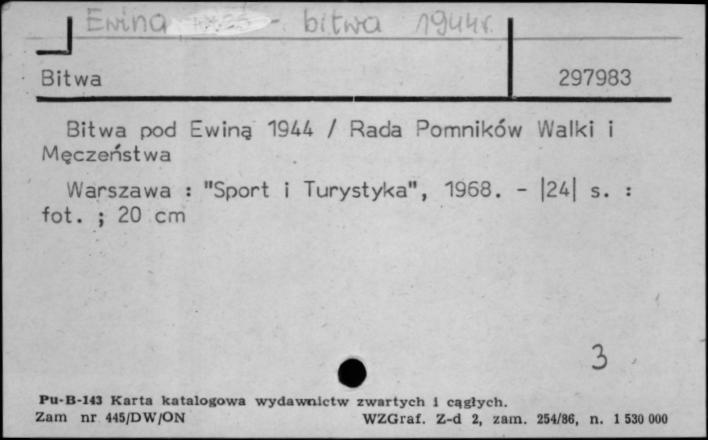 Ewina - bitwa 1944r.
Bitwa 297983
Bitwa pod Ewiną 1944 / Rada Pomników Walki i
Męczeństwa
Warszawa : "Sport i Turystyka", 1968. - |24| s. :
fot. ; 20 cm
3
Pu-B-143 Karta katalogowa wydawnictw zwartych i cągłych.
Zam nr 445/DW/ON WZGraf. Z-d 2, zam. 254/86, n. 1 530 000